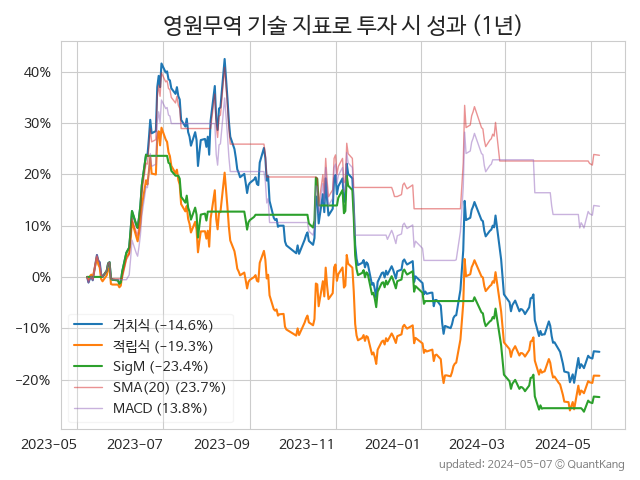 영원무역 기술 지표로 투자 시 성과 (1년)
40%
30%
20%
10%
0%
−10%
−20%
거치식 (−14.6%)
적립식 (−19.3%)
SigM (−23.4%)
SMA(20) (23.7%)
MACD (13.8%)
2023-05 2023-07 2023-09 2023-11 2024-01 2024-03 2024-05
updated: 2024-05-07 © QuantKang